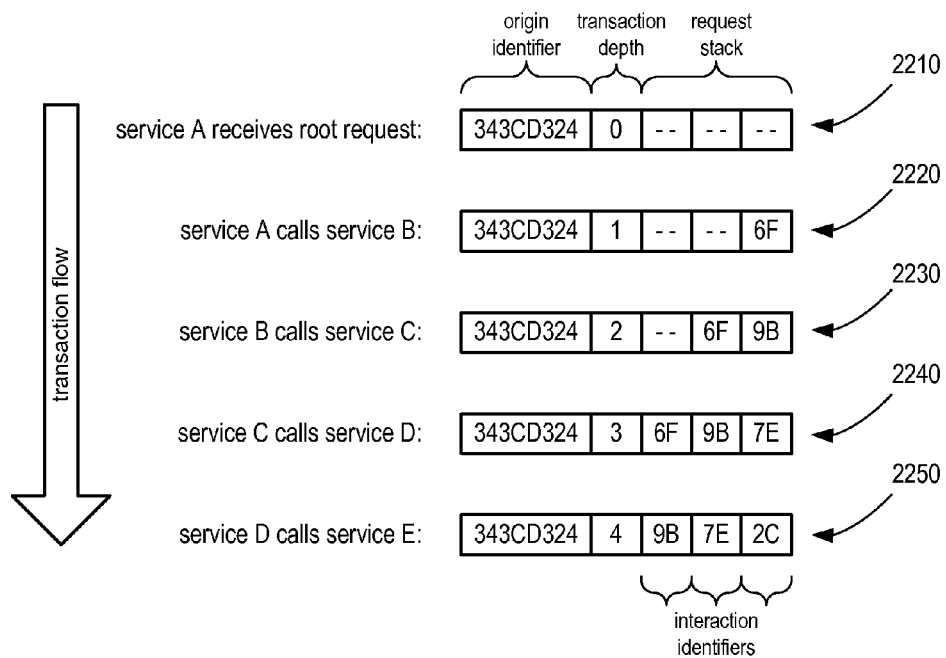 origin identifier
transaction depth
request stack
2210
service A receives root request: 343CD324 0 -- -- --
2220
service A calls service B: 343CD324 1 -- -- 6F
2230
service B calls service C: 343CD324 2 -- 6F 9B
2240
service C calls service D: 343CD324 3 6F 9B 7E
2250
service D calls service E: 343CD324 4 9B 7E 2C
transaction flow
interaction
identifiers